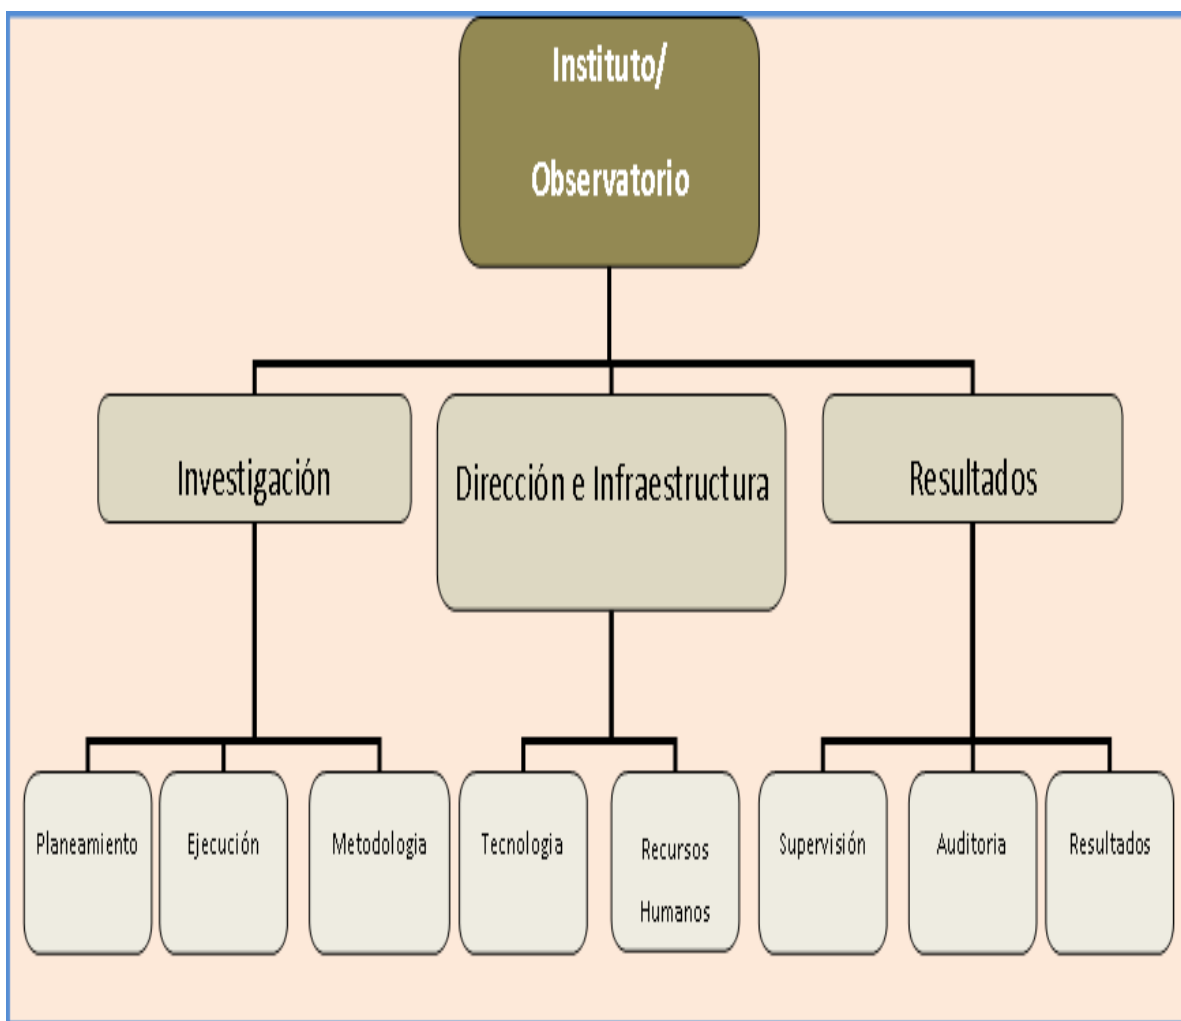 Instituto/
Observatorio
Investigación
Dirección e Infraestructura
Resultados
Planeamiento
Ejecución
Metodologia
Tecnologia
Recursos
Humanos
Supervisión
Auditoria
Resultados